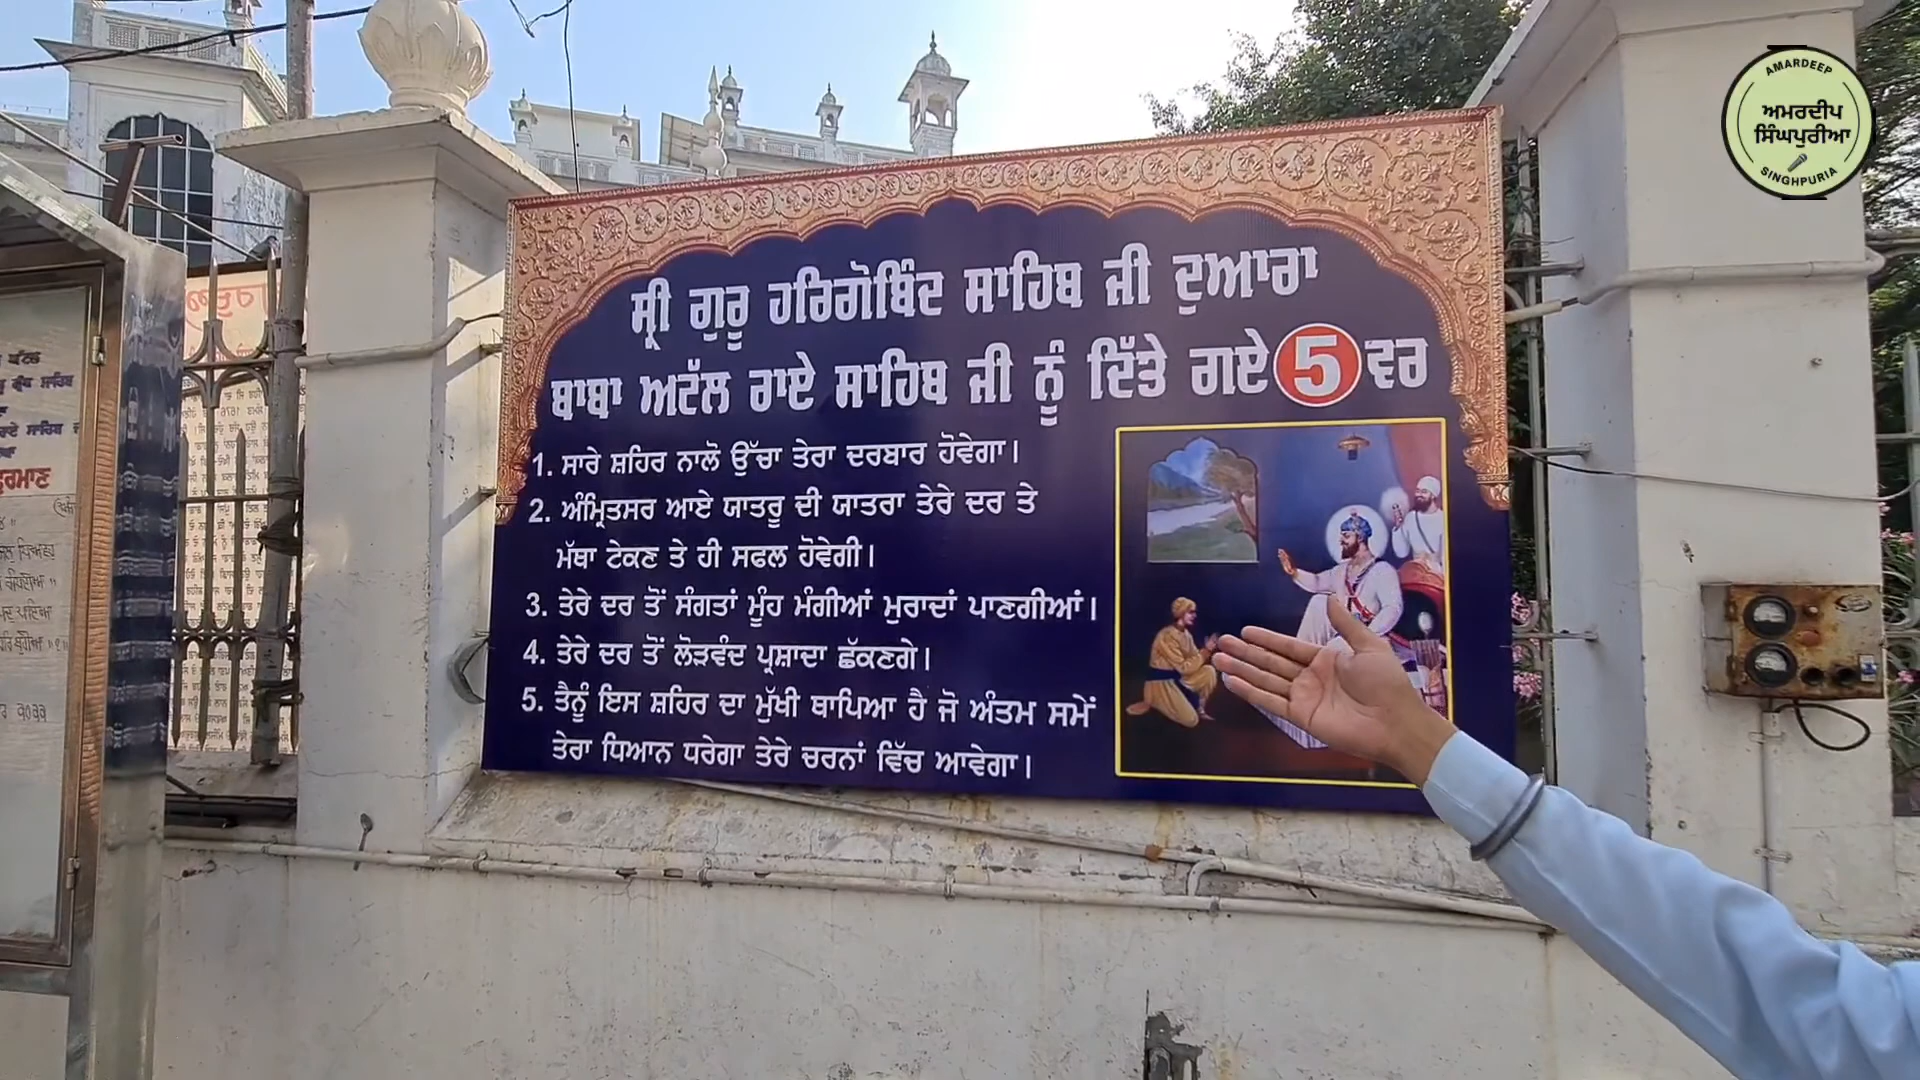 ਸ੍ਰੀ ਗੁਰੂ ਹਰਿਗੋਬਿੰਦ ਸਾਹਿਬ ਜੀ ਦੁਆਰਾ
ਬਾਬਾ ਅਟੱਲ ਰਾਏ ਸਾਹਿਬ ਜੀ ਨੂੰ ਦਿੱਤੇ ਗਏ 5 ਵਰ
1. ਸਾਰੇ ਸ਼ਹਿਰ ਨਾਲੋ ਉੱਚਾ ਤੇਰਾ ਦਰਬਾਰ ਹੋਵੇਗਾ।
2. ਅੰਮ੍ਰਿਤਸਰ ਆਏ ਯਾਤਰੂ ਦੀ ਯਾਤਰਾ ਤੇਰੇ ਦਰ ਤੇ
ਮੱਥਾ ਟੇਕਣ ਤੇ ਹੀ ਸਫਲ ਹੋਵੇਗੀ।
3. ਤੇਰੇ ਦਰ ਤੋਂ ਸੰਗਤਾਂ ਮੂੰਹ ਮੰਗੀਆਂ ਮੁਰਾਦਾਂ ਪਾਣਗੀਆਂ।
4. ਤੇਰੇ ਦਰ ਤੋਂ ਲੋੜਵੰਦ ਪ੍ਰਸ਼ਾਦਾ ਛੱਕਣਗੇ।
5. ਤੈਨੂੰ ਇਸ ਸ਼ਹਿਰ ਦਾ ਮੁੱਖੀ ਥਾਪਿਆ ਹੈ ਜੋ ਅੰਤਮ ਸਮੇਂ
ਤੇਰਾ ਧਿਆਨ ਧਰੇਗਾ ਤੇਰੇ ਚਰਨਾਂ ਵਿੱਚ ਆਵੇਗਾ।
AMARDEEP
ਅਮਰਦੀਪ
ਸਿੰਘਪੁਰੀਆ
SINGHPURIA